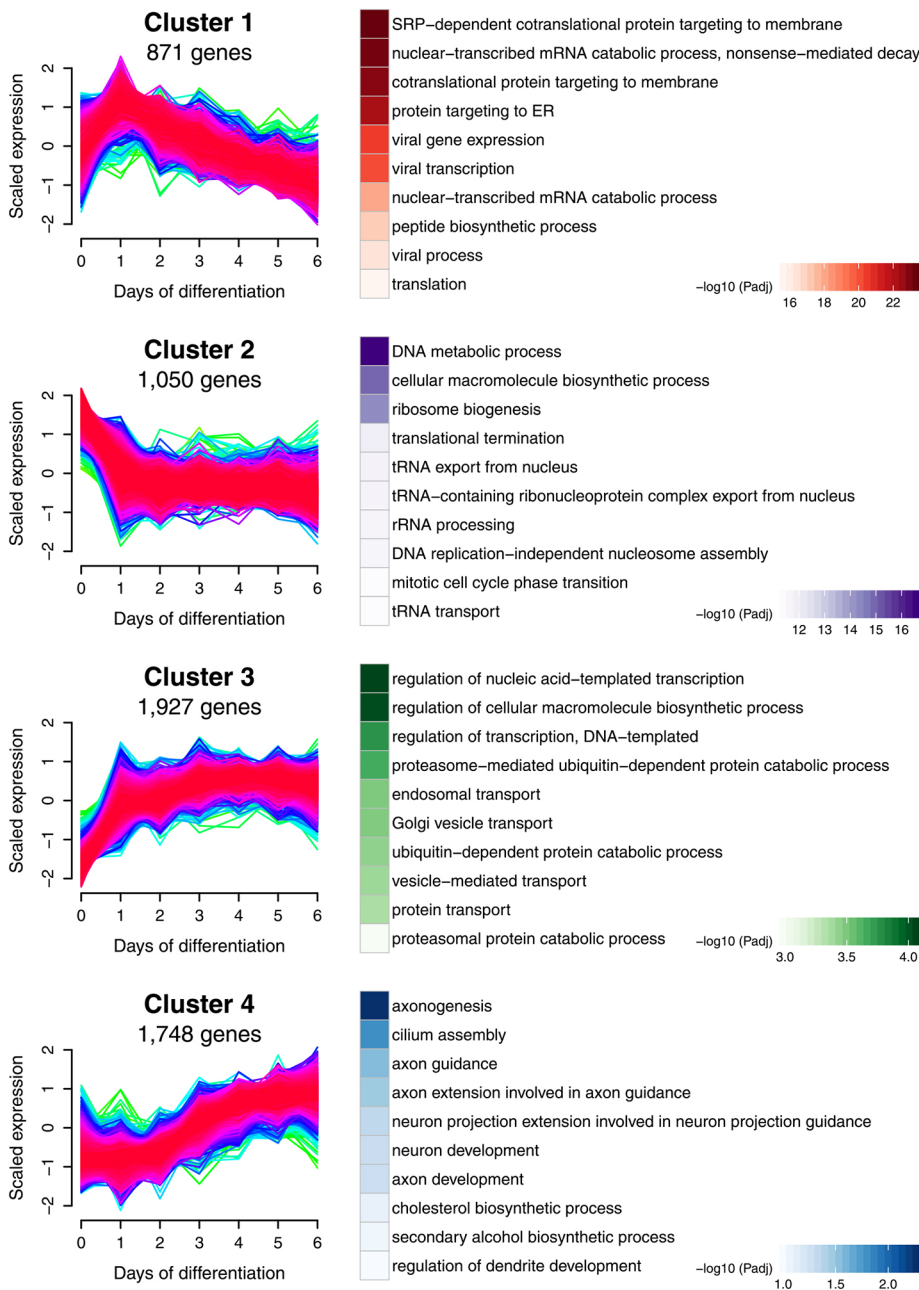 Cluster 1
871 genes
Scaled expression
2
1
0
-1
-2
0 1 2 3 4 5 6
Days of differentiation
SRP-dependent cotranslational protein targeting to membrane
nuclear-transcribed mRNA catabolic process, nonsense-mediated decay
cotranslational protein targeting to membrane
protein targeting to ER
viral gene expression
viral transcription
nuclear-transcribed mRNA catabolic process
peptide biosynthetic process
viral process
translation
-log10 (Padj)
16 18 20 22
Cluster 2
1,050 genes
Scaled expression
2
1
0
-1
-2
0 1 2 3 4 5 6
Days of differentiation
DNA metabolic process
cellular macromolecule biosynthetic process
ribosome biogenesis
translational termination
tRNA export from nucleus
tRNA-containing ribonucleoprotein complex export from nucleus
rRNA processing
DNA replication-independent nucleosome assembly
mitotic cell cycle phase transition
tRNA transport
-log10 (Padj)
12 13 14 15 16
Cluster 3
1,927 genes
Scaled expression
2
1
0
-1
-2
0 1 2 3 4 5 6
Days of differentiation
regulation of nucleic acid-templated transcription
regulation of cellular macromolecule biosynthetic process
regulation of transcription, DNA-templated
proteasome-mediated ubiquitin-dependent protein catabolic process
endosomal transport
Golgi vesicle transport
ubiquitin-dependent protein catabolic process
vesicle-mediated transport
protein transport
proteasomal protein catabolic process
-log10 (Padj)
3.0 3.5 4.0
Cluster 4
1,748 genes
Scaled expression
2
1
0
-1
-2
0 1 2 3 4 5 6
Days of differentiation
axonogenesis
cilium assembly
axon guidance
axon extension involved in axon guidance
neuron projection extension involved in neuron projection guidance
neuron development
axon development
cholesterol biosynthetic process
secondary alcohol biosynthetic process
regulation of dendrite development
-log10 (Padj)
1.0 1.5 2.0